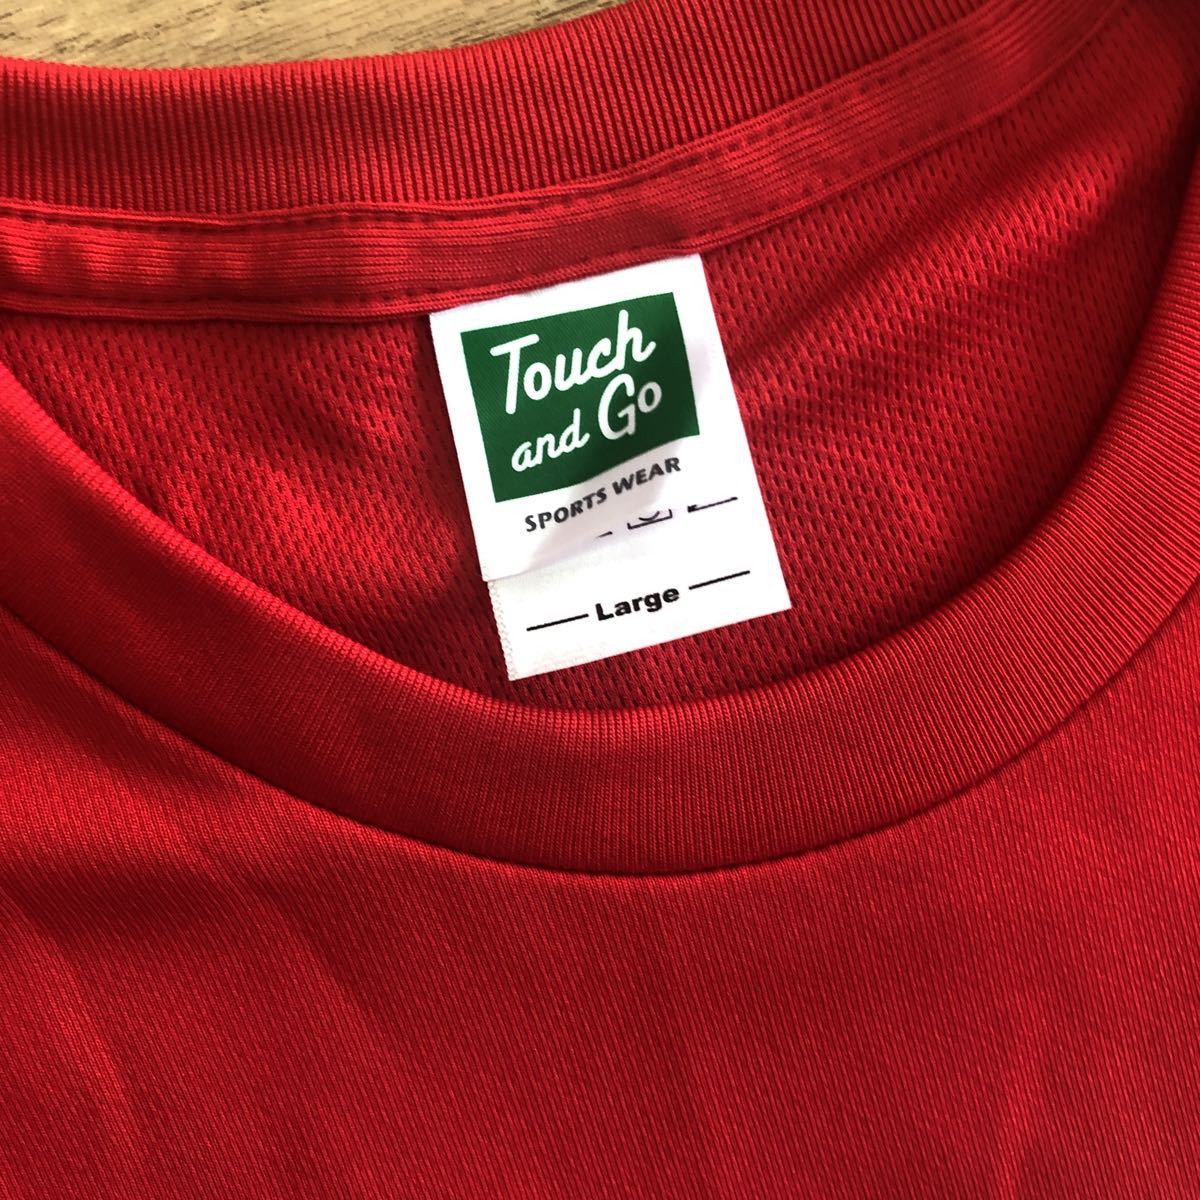 Touch
and Go
SPORTS WEAR
Large